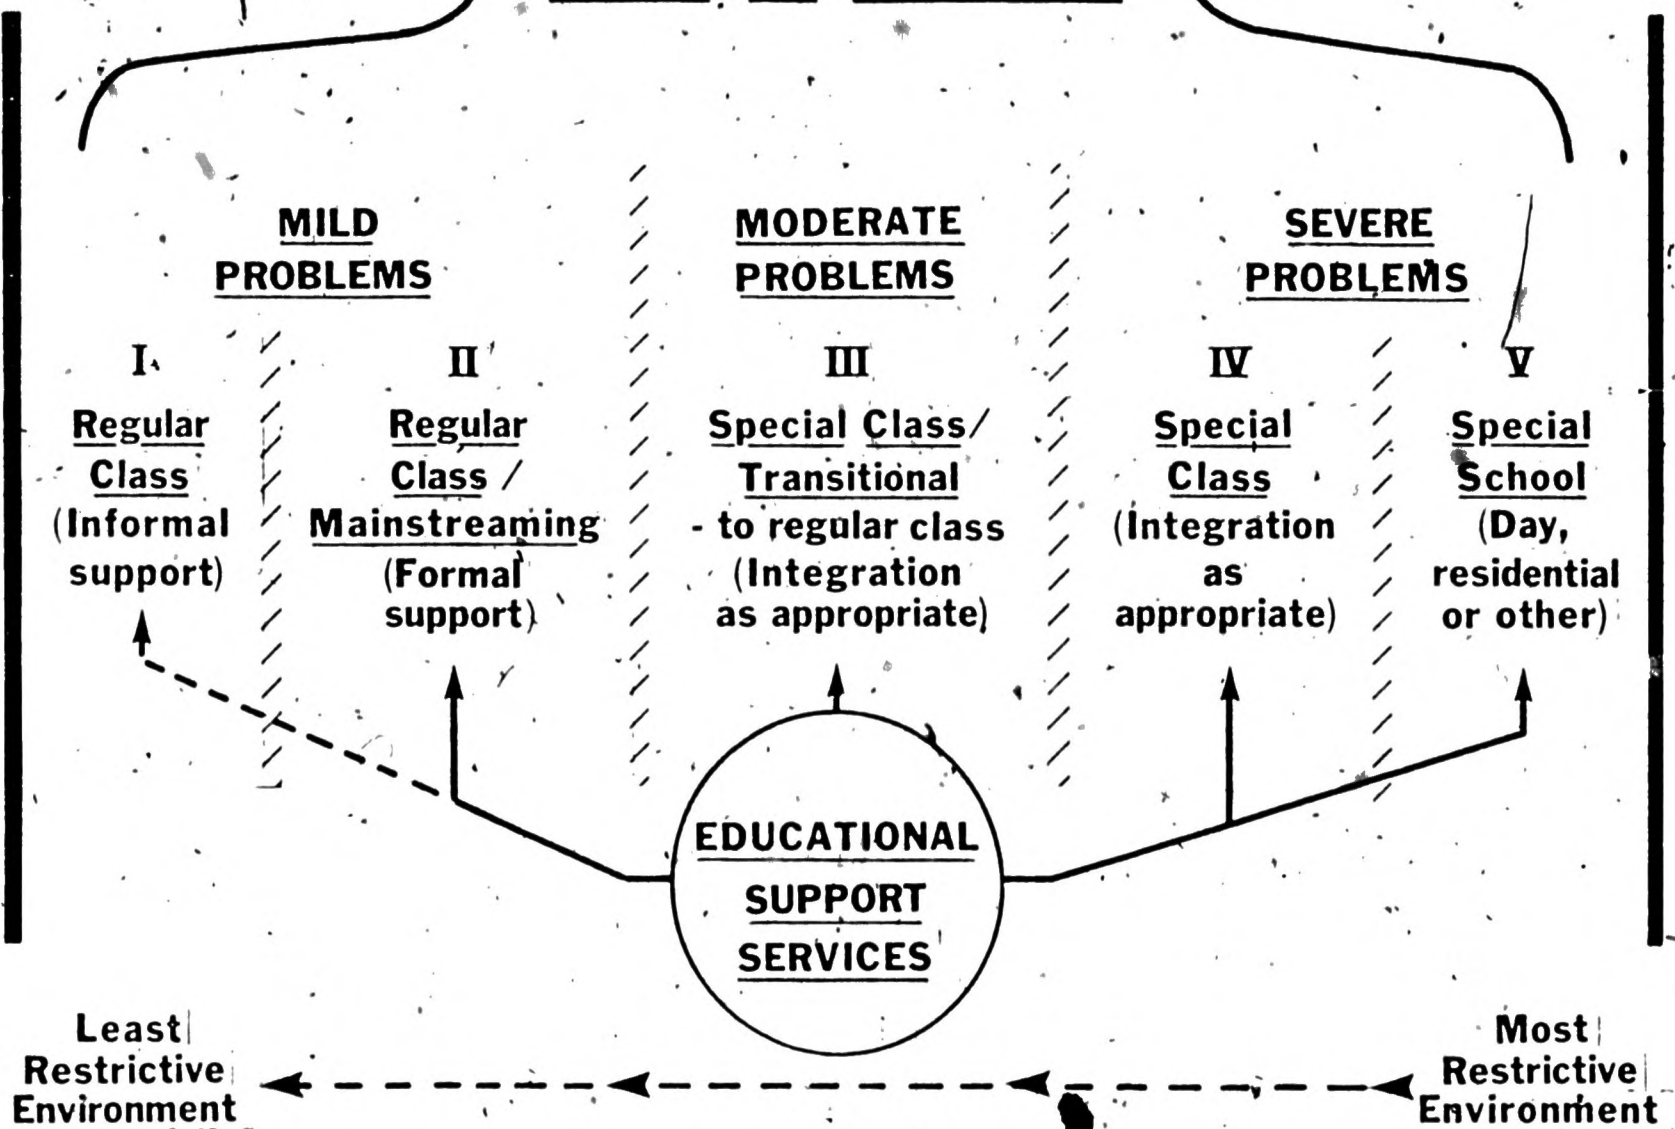 MILD
PROBLEMS
MODERATE
PROBLEMS
SEVERE
PROBLEMS
I
Regular
Class
(Informal
support)
II
Regular
Class /
Mainstreaming
(Formal
support)
III
Special Class/
Transitional
- to regular class
(Integration
as appropriate)
IV
Special
Class
(Integration
as
appropriate)
V
Special
School
(Day,
residential
or other)
EDUCATIONAL
SUPPORT
SERVICES
Least
Restrictive
Environment
Most
Restrictive
Environment